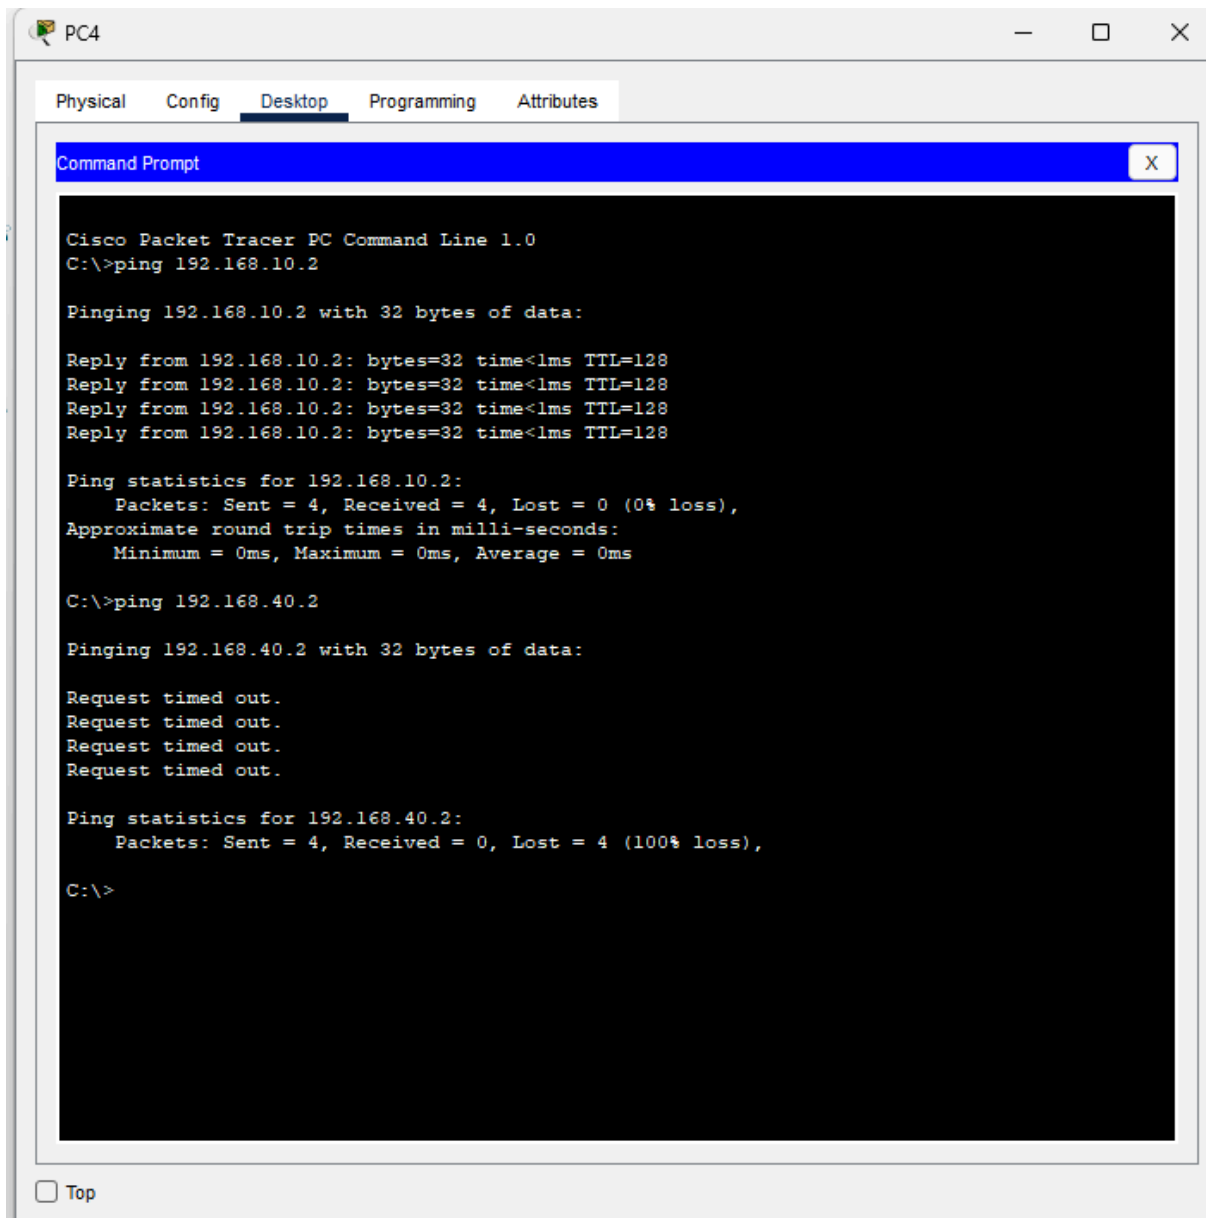 PC4
Physical Config Desktop Programming Attributes
Command Prompt
X
Cisco Packet Tracer PC Command Line 1.0
C:\>ping 192.168.10.2
Pinging 192.168.10.2 with 32 bytes of data:
Reply from 192.168.10.2: bytes=32 time<1ms TTL=128
Reply from 192.168.10.2: bytes=32 time<1ms TTL=128
Reply from 192.168.10.2: bytes=32 time<1ms TTL=128
Reply from 192.168.10.2: bytes=32 time<1ms TTL=128
Ping statistics for 192.168.10.2:
    Packets: Sent = 4, Received = 4, Lost = 0 (0% loss),
Approximate round trip times in milli-seconds:
    Minimum = 0ms, Maximum = 0ms, Average = 0ms
C:\>ping 192.168.40.2
Pinging 192.168.40.2 with 32 bytes of data:
Request timed out.
Request timed out.
Request timed out.
Request timed out.
Ping statistics for 192.168.40.2:
    Packets: Sent = 4, Received = 0, Lost = 4 (100% loss),
C:\>
Top